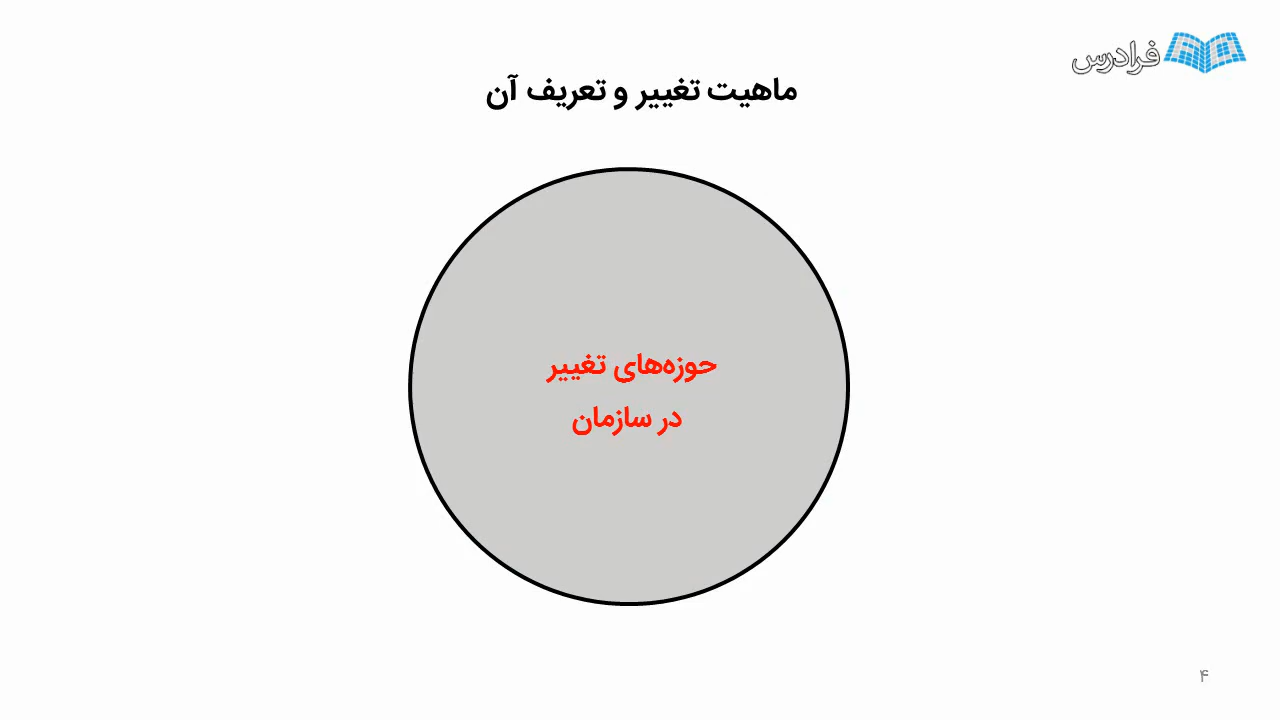 فرادرس
ماهیت تغییر و تعریف آن
حوزه‌های تغییر
در سازمان
۴